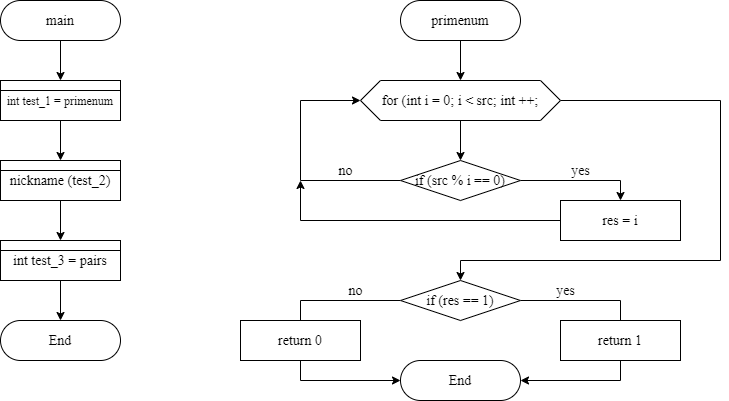 main
int test_1 = primenum
nickname (test_2)
int test_3 = pairs
End
primenum
for (int i = 0; i < src; int ++;
no
if (src % i == 0)
yes
res = i
no
if (res == 1)
yes
return 0
return 1
End